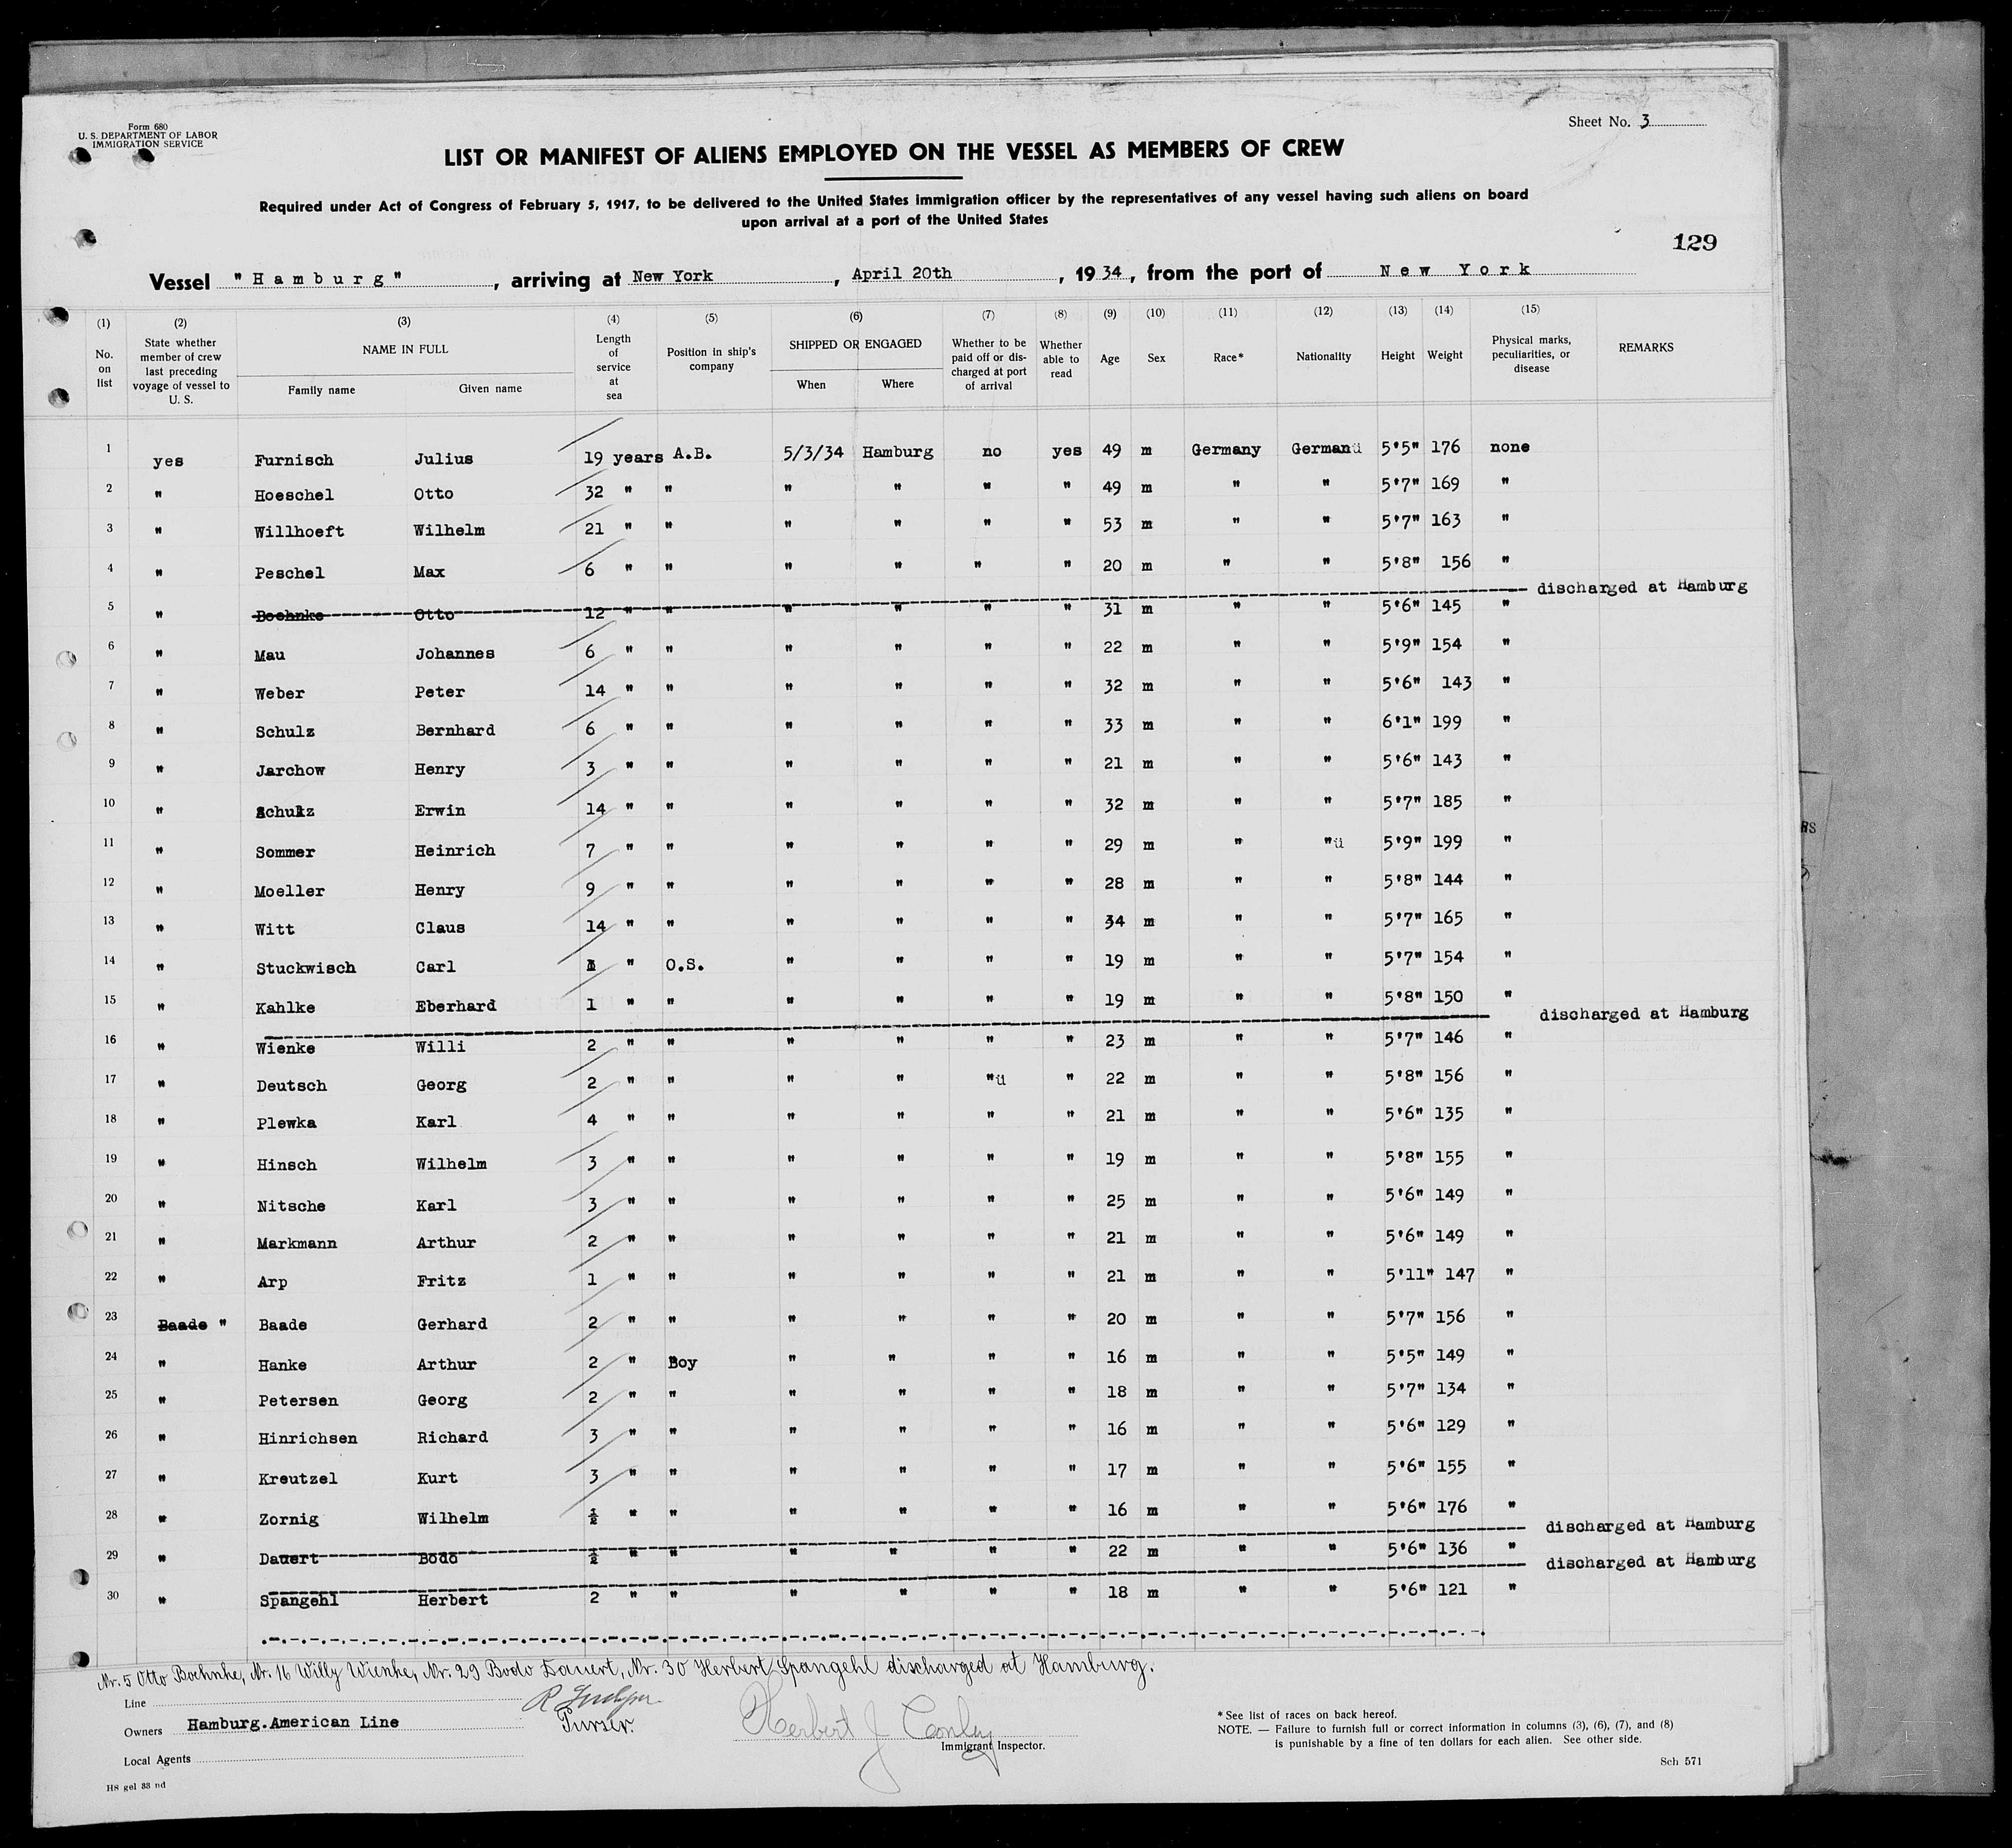 Form 680
U. S. DEPARTMENT OF LABOR
IMMIGRATION SERVICE
Sheet No. 3
LIST OR MANIFEST OF ALIENS EMPLOYED ON THE VESSEL AS MEMBERS OF CREW
Required under Act of Congress of February 5, 1917, to be delivered to the United States immigration officer by the representatives of any vessel having such aliens on board
upon arrival at a port of the United States
129
Vessel "Hamburg", arriving at New York, April 20th, 1934, from the port of New York
(1) (2) (3) (4) (5) (6) (7) (8) (9) (10) (11) (12) (13) (14) (15)
No. on list | State whether member of crew last preceding voyage of vessel to U. S. | NAME IN FULL Family name Given name | Length of service at sea | Position in ship's company | SHIPPED OR ENGAGED When Where | Whether to be paid off or discharged at port of arrival | Whether able to read | Age | Sex | Race* | Nationality | Height | Weight | Physical marks, peculiarities, or disease | REMARKS
1 yes Furnisch Julius 19 years A.B. 5/3/34 Hamburg no yes 49 m Germany German 5'5" 176 none
2 " Hoeschel Otto 32 " " " " " " 49 m " " 5'7" 169 "
3 " Willhoeft Wilhelm 21 " " " " " " 53 m " " 5'7" 163 "
4 " Peschel Max 6 " " " " " " 20 m " " 5'8" 156 "
5 " Boehnke Otto 12 " " " " " " 31 m " " 5'6" 145 " discharged at Hamburg
6 " Mau Johannes 6 " " " " " " 22 m " " 5'9" 154 "
7 " Weber Peter 14 " " " " " " 32 m " " 5'6" 143 "
8 " Schulz Bernhard 6 " " " " " " 33 m " " 6'1" 199 "
9 " Jarchow Henry 3 " " " " " " 21 m " " 5'6" 143 "
10 " Schulz Erwin 14 " " " " " " 32 m " " 5'7" 185 "
11 " Sommer Heinrich 7 " " " " " " 29 m " "ü 5'9" 199 "
12 " Moeller Henry 9 " " " " " " 28 m " " 5'8" 144 "
13 " Witt Claus 14 " " " " " " 34 m " " 5'7" 165 "
14 " Stuckwisch Carl 1 " O.S. " " " " 19 m " " 5'7" 154 "
15 " Kahlke Eberhard 1 " " " " " " 19 m " " 5'8" 150 "
16 " Wienke Willi 2 " " " " " " 23 m " " 5'7" 146 " discharged at Hamburg
17 " Deutsch Georg 2 " " " " "ü " 22 m " " 5'8" 156 "
18 " Plewka Karl 4 " " " " " " 21 m " " 5'6" 135 "
19 " Hinsch Wilhelm 3 " " " " " " 19 m " " 5'8" 155 "
20 " Nitsche Karl 3 " " " " " " 25 m " " 5'6" 149 "
21 " Markmann Arthur 2 " " " " " " 21 m " " 5'6" 149 "
22 " Arp Fritz 1 " " " " " " 21 m " " 5'11" 147 "
23 Baade " Baade Gerhard 2 " " " " " " 20 m " " 5'7" 156 "
24 " Hanke Arthur 2 " Boy " " " " 16 m " " 5'5" 149 "
25 " Petersen Georg 2 " " " " " " 18 m " " 5'7" 134 "
26 " Hinrichsen Richard 3 " " " " " " 16 m " " 5'6" 129 "
27 " Kreutzel Kurt 3 " " " " " " 17 m " " 5'6" 155 "
28 " Zornig Wilhelm ½ " " " " " " 16 m " " 5'6" 176 "
29 " Dauert Bodo ½ " " " " " " 22 m " " 5'6" 136 " discharged at Hamburg
30 " Spangehl Herbert 2 " " " " " " 18 m " " 5'6" 121 " discharged at Hamburg
Nr. 5 Otto Boehnke, Nr. 16 Willy Wienke, Nr. 29 Bodo Dauert, Nr. 30 Herbert Spangehl discharged at Hamburg.
Line
Owners Hamburg.American Line
Purser.
Local Agents
Herbert J Conley
Immigrant Inspector.
* See list of races on back hereof.
NOTE. — Failure to furnish full or correct information in columns (3), (6), (7), and (8)
is punishable by a fine of ten dollars for each alien. See other side.
Sch 571
HS gel 33 nd
RS